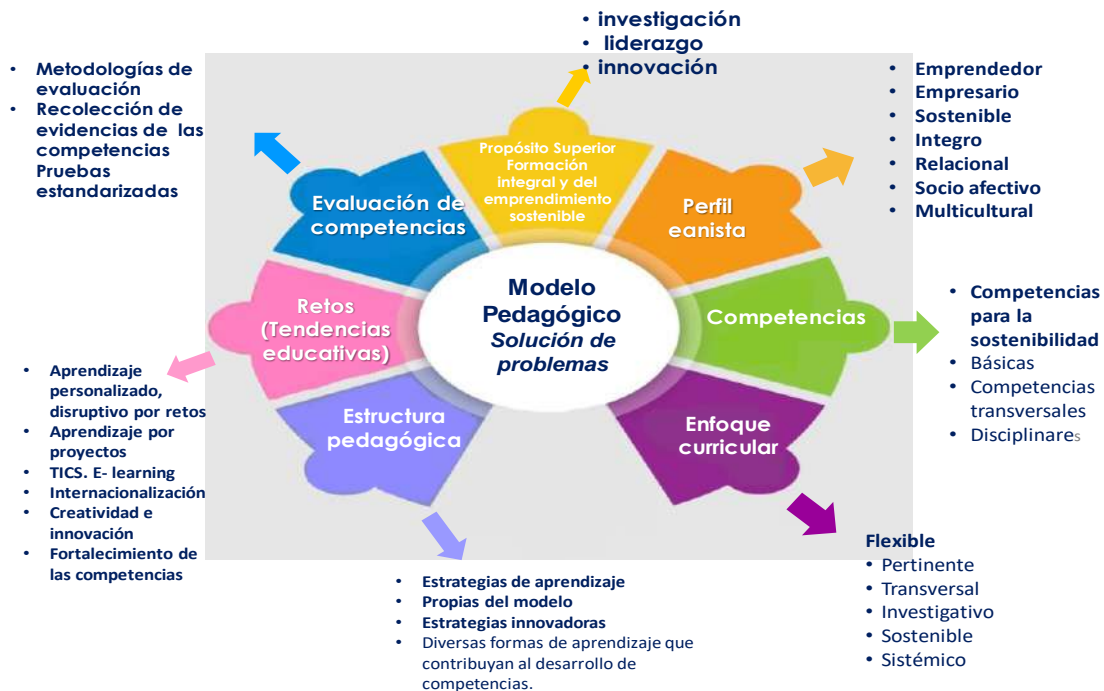 • investigación
• liderazgo
• innovación
• Metodologías de
evaluación
• Recolección de
evidencias de las
competencias
Pruebas
estandarizadas
• Emprendedor
• Empresario
• Sostenible
• Integro
• Relacional
• Socio afectivo
• Multicultural
Propósito Superior
Formación
integral y del
emprendimiento
sostenible
Evaluación de
competencias
Perfil
eanista
Modelo
Pedagógico
Solución de
problemas
Retos
(Tendencias
educativas)
Competencias
• Competencias
para la
sostenibilidad
• Básicas
• Competencias
transversales
• Disciplinares
Estructura
pedagógica
Enfoque
curricular
• Aprendizaje
personalizado,
disruptivo por retos
• Aprendizaje por
proyectos
• TICS. E- learning
• Internacionalización
• Creatividad e
innovación
• Fortalecimiento de
las competencias
• Estrategias de aprendizaje
• Propias del modelo
• Estrategias innovadoras
• Diversas formas de aprendizaje que
contribuyan al desarrollo de
competencias.
Flexible
• Pertinente
• Transversal
• Investigativo
• Sostenible
• Sistémico